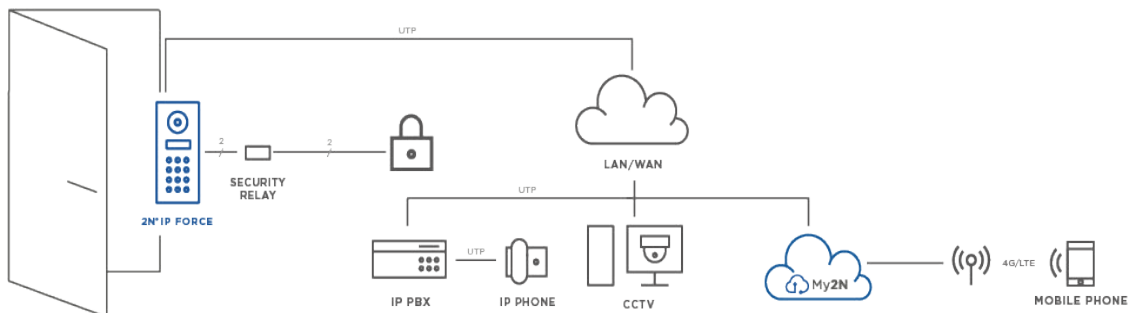 UTP
2
2
LAN/WAN
SECURITY
RELAY
UTP
2N®IP FORCE
UTP
4G/LTE
My2N
IP PBX
IP PHONE
CCTV
MOBILE PHONE